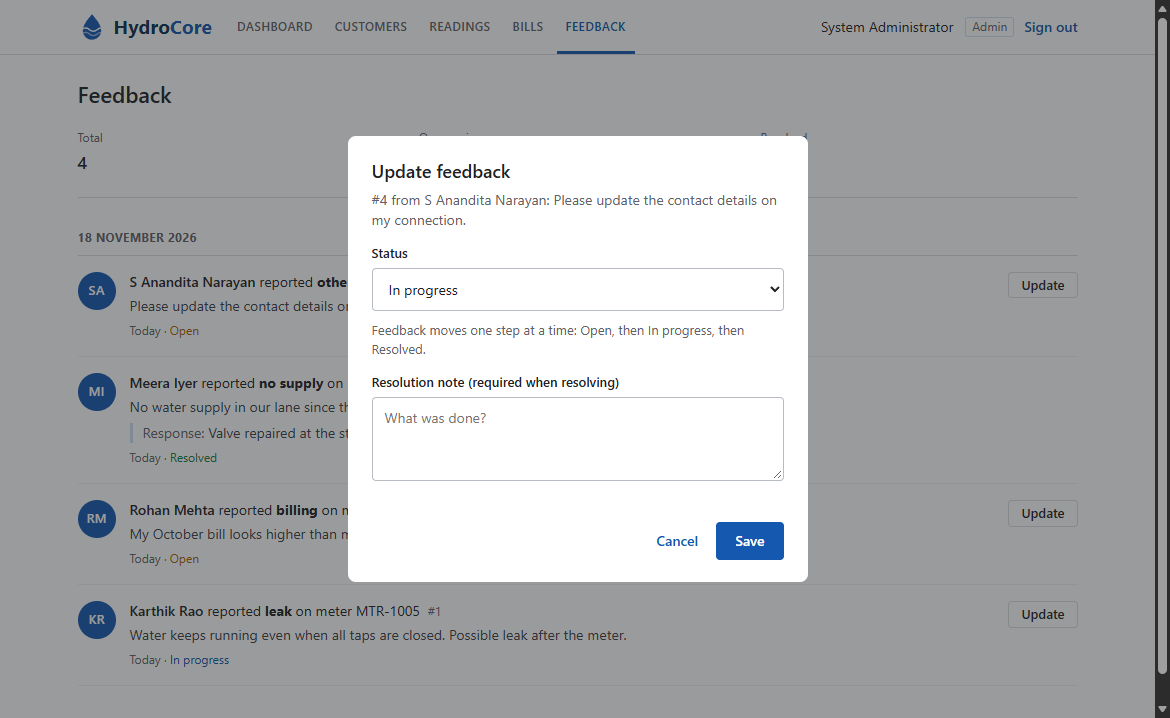 HydroCore
DASHBOARD CUSTOMERS READINGS BILLS FEEDBACK
System Administrator Admin Sign out
Feedback
Total
4
18 NOVEMBER 2026
SA
S Anandita Narayan reported othe
Please update the contact details o
Today · Open
Update
MI
Meera Iyer reported no supply on
No water supply in our lane since th
Response: Valve repaired at the st
Today · Resolved
RM
Rohan Mehta reported billing on m
My October bill looks higher than m
Today · Open
Update
KR
Karthik Rao reported leak on meter MTR-1005 #1
Water keeps running even when all taps are closed. Possible leak after the meter.
Today · In progress
Update
Update feedback
#4 from S Anandita Narayan: Please update the contact details on
my connection.
Status
In progress
Feedback moves one step at a time: Open, then In progress, then
Resolved.
Resolution note (required when resolving)
What was done?
Cancel Save